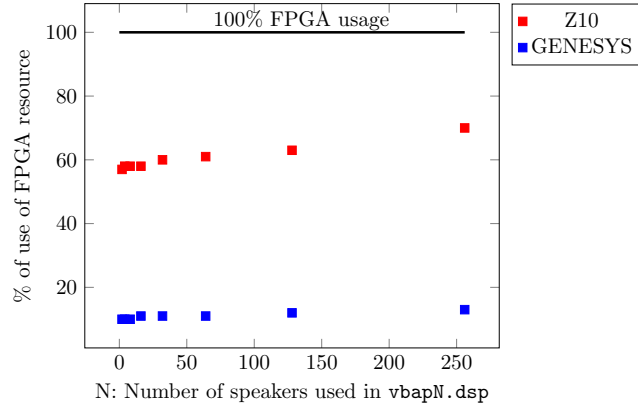 100% FPGA usage
Z10
GENESYS
% of use of FPGA resource
100
80
60
40
20
0 50 100 150 200 250
N: Number of speakers used in vbapN.dsp